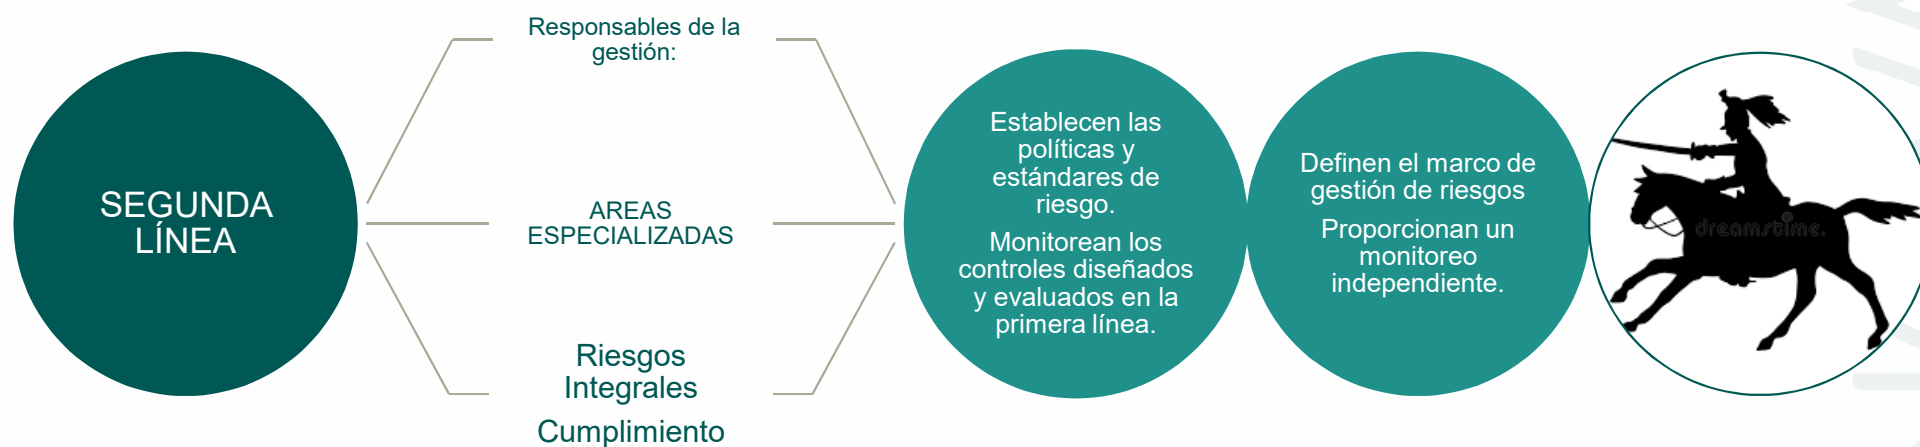 SEGUNDA
LÍNEA
Responsables de la
gestión:
AREAS
ESPECIALIZADAS
Riesgos
Integrales
Cumplimiento
Establecen las
políticas y
estándares de
riesgo.
Monitorean los
controles diseñados
y evaluados en la
primera línea.
Definen el marco de
gestión de riesgos
Proporcionan un
monitoreo
independiente.
dreamstime.